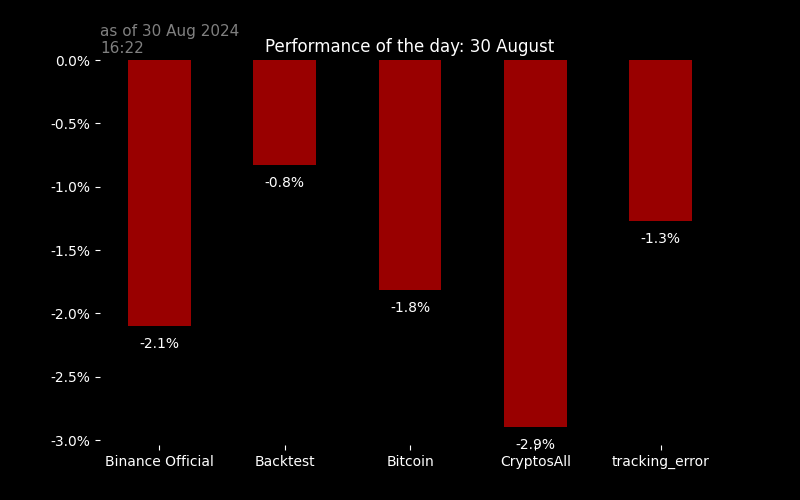 as of 30 Aug 2024
16:22
Performance of the day: 30 August
0.0%
-0.5%
-1.0%
-1.5%
-2.0%
-2.5%
-3.0%
-2.1%
-0.8%
-1.8%
-2.9%
-1.3%
Binance Official
Backtest
Bitcoin
CryptosAll
tracking_error